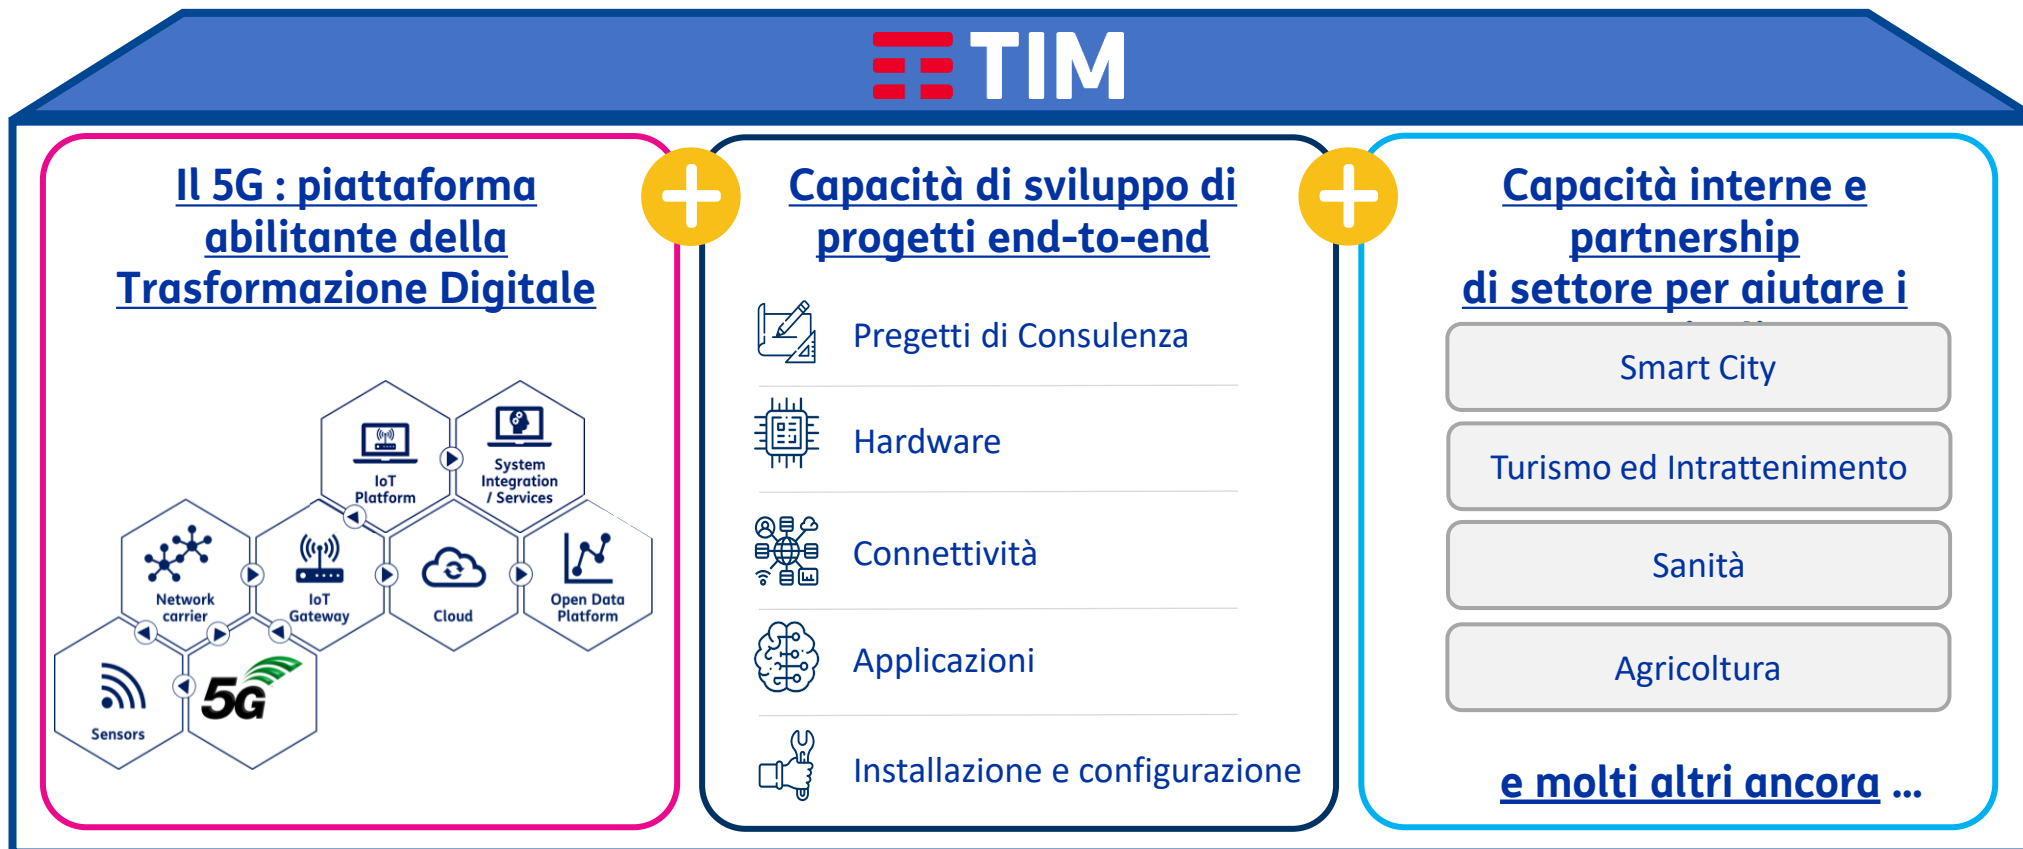 TIM
Il 5G : piattaforma
abilitante della
Trasformazione Digitale
IoT
Platform
System
Integration
/ Services
Network
carrier
IoT
Gateway
Cloud
Open Data
Platform
Sensors
5G
Capacità di sviluppo di
progetti end-to-end
Pregetti di Consulenza
Hardware
Connettività
Applicazioni
Installazione e configurazione
Capacità interne e
partnership
di settore per aiutare i
Smart City
Turismo ed Intrattenimento
Sanità
Agricoltura
e molti altri ancora ...